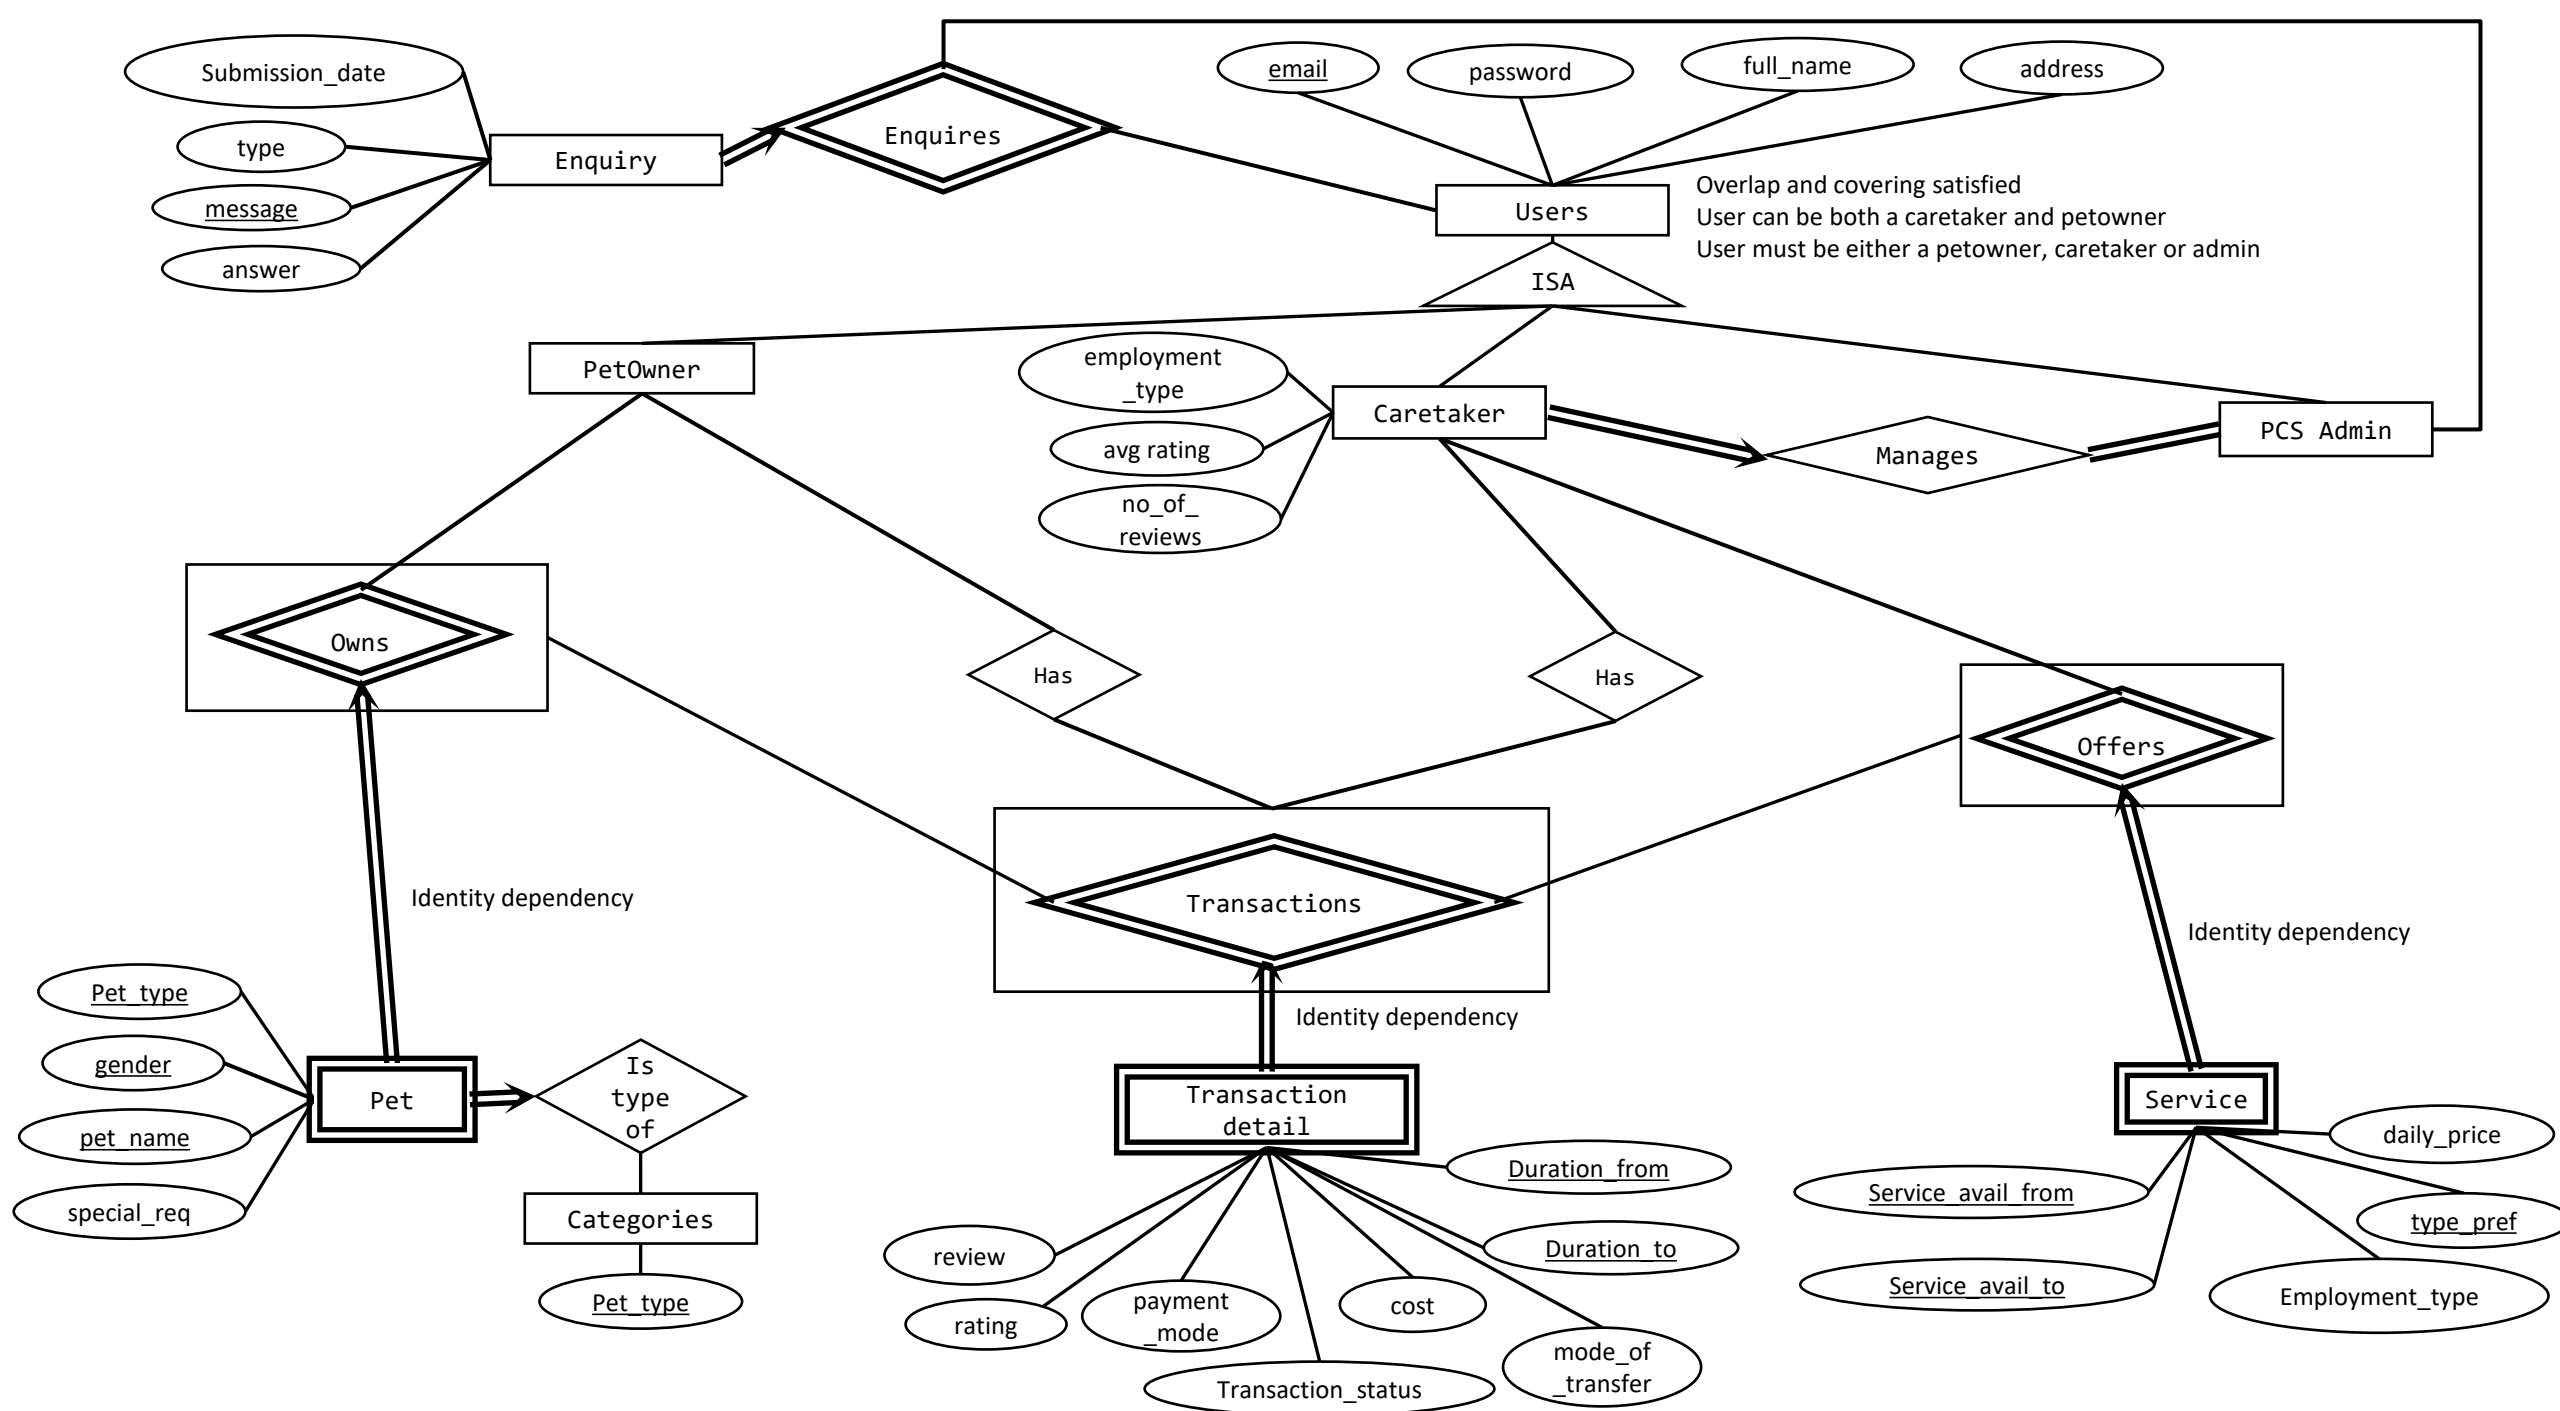 Submission_date
type
message
answer
Enquiry
Enquires
email
password
full_name
address
Users
Overlap and covering satisfied
User can be both a caretaker and petowner
User must be either a petowner, caretaker or admin
ISA
PetOwner
employment
_type
avg rating
no_of_
reviews
Caretaker
Manages
PCS Admin
Owns
Has
Has
Offers
Transactions
Identity dependency
Identity dependency
Identity dependency
Pet_type
gender
pet_name
special_req
Pet
Is
type
of
Categories
Pet_type
Transaction
detail
review
rating
payment
_mode
Transaction_status
cost
mode_of
_transfer
Duration_from
Duration_to
Service
Service_avail_from
Service_avail_to
daily_price
type_pref
Employment_type